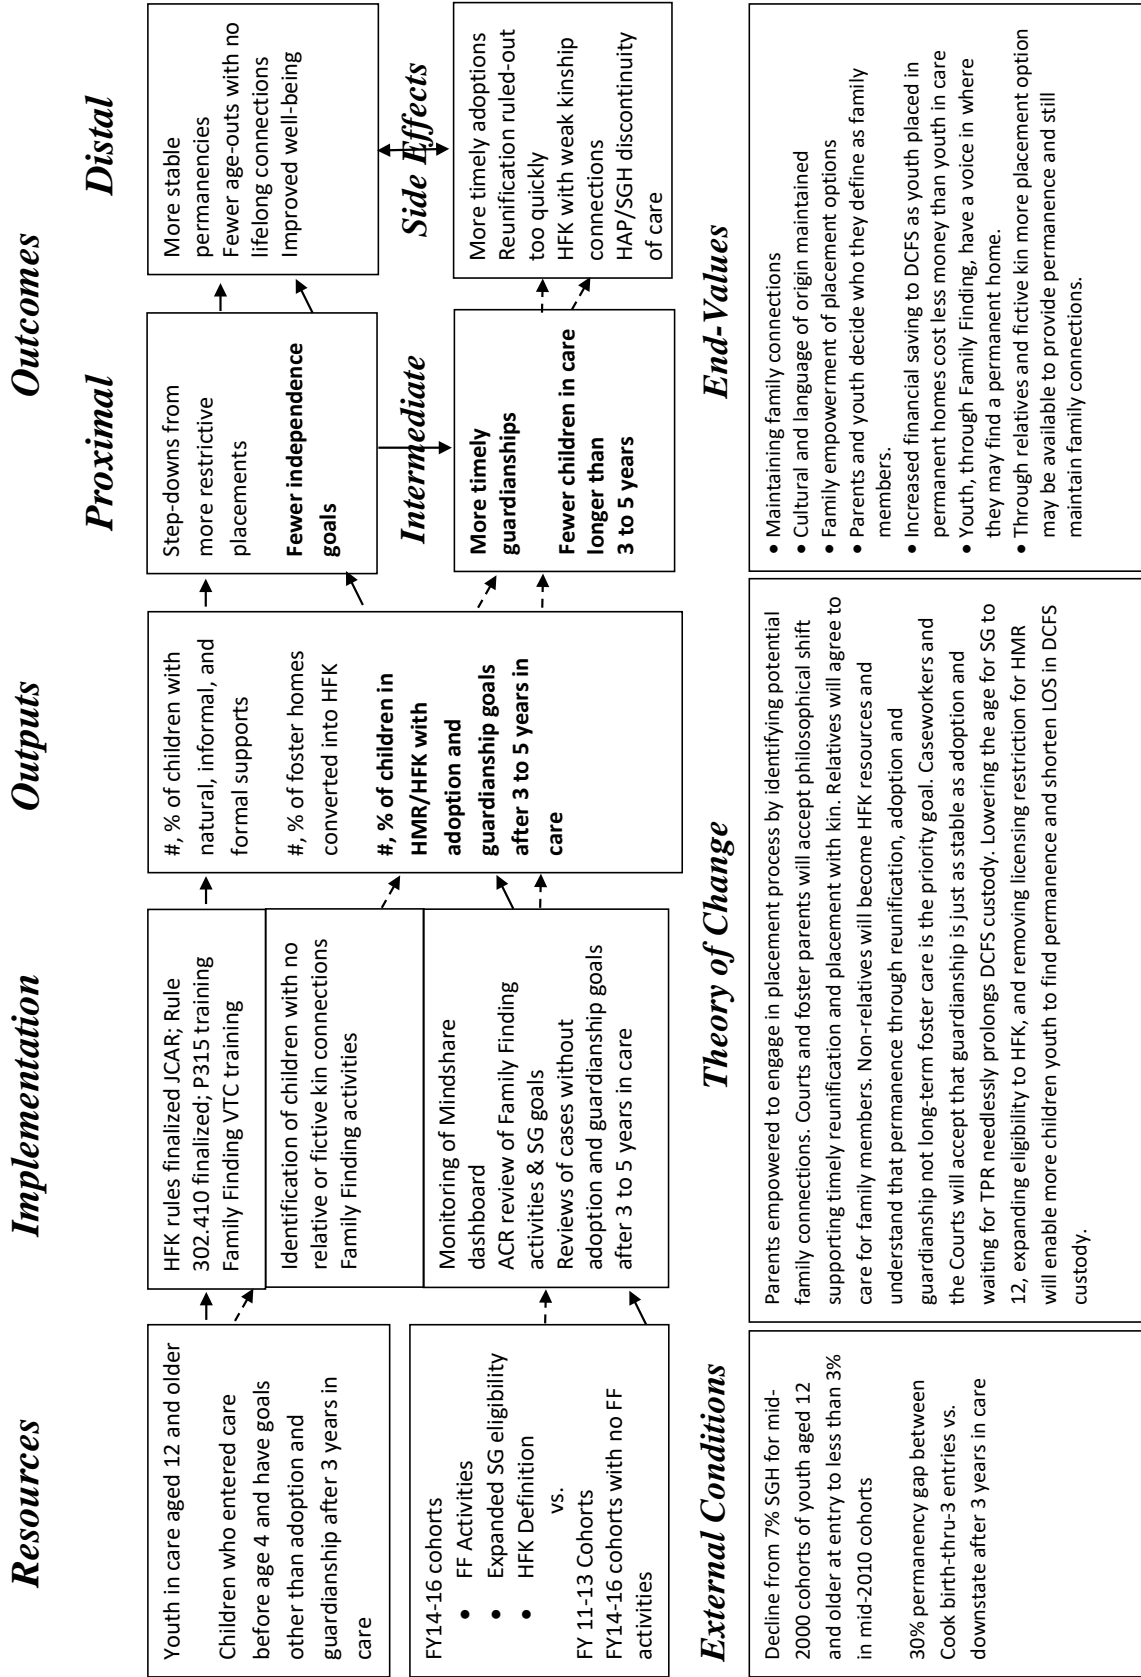 Resources
Implementation
Outputs
Outcomes
Proximal
Distal
Youth in care aged 12 and older
Children who entered care
before age 4 and have goals
other than adoption and
guardianship after 3 years in
care
FY14-16 cohorts
• FF Activities
• Expanded SG eligibility
• HFK Definition
vs.
FY 11-13 Cohorts
FY14-16 cohorts with no FF
activities
HFK rules finalized JCAR; Rule
302.410 finalized; P315 training
Family Finding VTC training
Identification of children with no
relative or fictive kin connections
Family Finding activities
Monitoring of Mindshare
dashboard
ACR review of Family Finding
activities & SG goals
Reviews of cases without
adoption and guardianship goals
after 3 to 5 years in care
#, % of children with
natural, informal, and
formal supports
#, % of foster homes
converted into HFK
#, % of children in
HMR/HFK with
adoption and
guardianship goals
after 3 to 5 years in
care
Step-downs from
more restrictive
placements
Fewer independence
goals
Intermediate
More timely
guardianships
Fewer children in care
longer than
3 to 5 years
More stable
permanencies
Fewer age-outs with no
lifelong connections
Improved well-being
Side Effects
More timely adoptions
Reunification ruled-out
too quickly
HFK with weak kinship
connections
HAP/SGH discontinuity
of care
External Conditions
Decline from 7% SGH for mid-
2000 cohorts of youth aged 12
and older at entry to less than 3%
in mid-2010 cohorts
30% permanency gap between
Cook birth-thru-3 entries vs.
downstate after 3 years in care
Theory of Change
Parents empowered to engage in placement process by identifying potential
family connections. Courts and foster parents will accept philosophical shift
supporting timely reunification and placement with kin. Relatives will agree to
care for family members. Non-relatives will become HFK resources and
understand that permanence through reunification, adoption and
guardianship not long-term foster care is the priority goal. Caseworkers and
the Courts will accept that guardianship is just as stable as adoption and
waiting for TPR needlessly prolongs DCFS custody. Lowering the age for SG to
12, expanding eligibility to HFK, and removing licensing restriction for HMR
will enable more children youth to find permanence and shorten LOS in DCFS
custody.
End-Values
• Maintaining family connections
• Cultural and language of origin maintained
• Family empowerment of placement options
• Parents and youth decide who they define as family
members.
• Increased financial saving to DCFS as youth placed in
permanent homes cost less money than youth in care
• Youth, through Family Finding, have a voice in where
they may find a permanent home.
• Through relatives and fictive kin more placement option
may be available to provide permanence and still
maintain family connections.